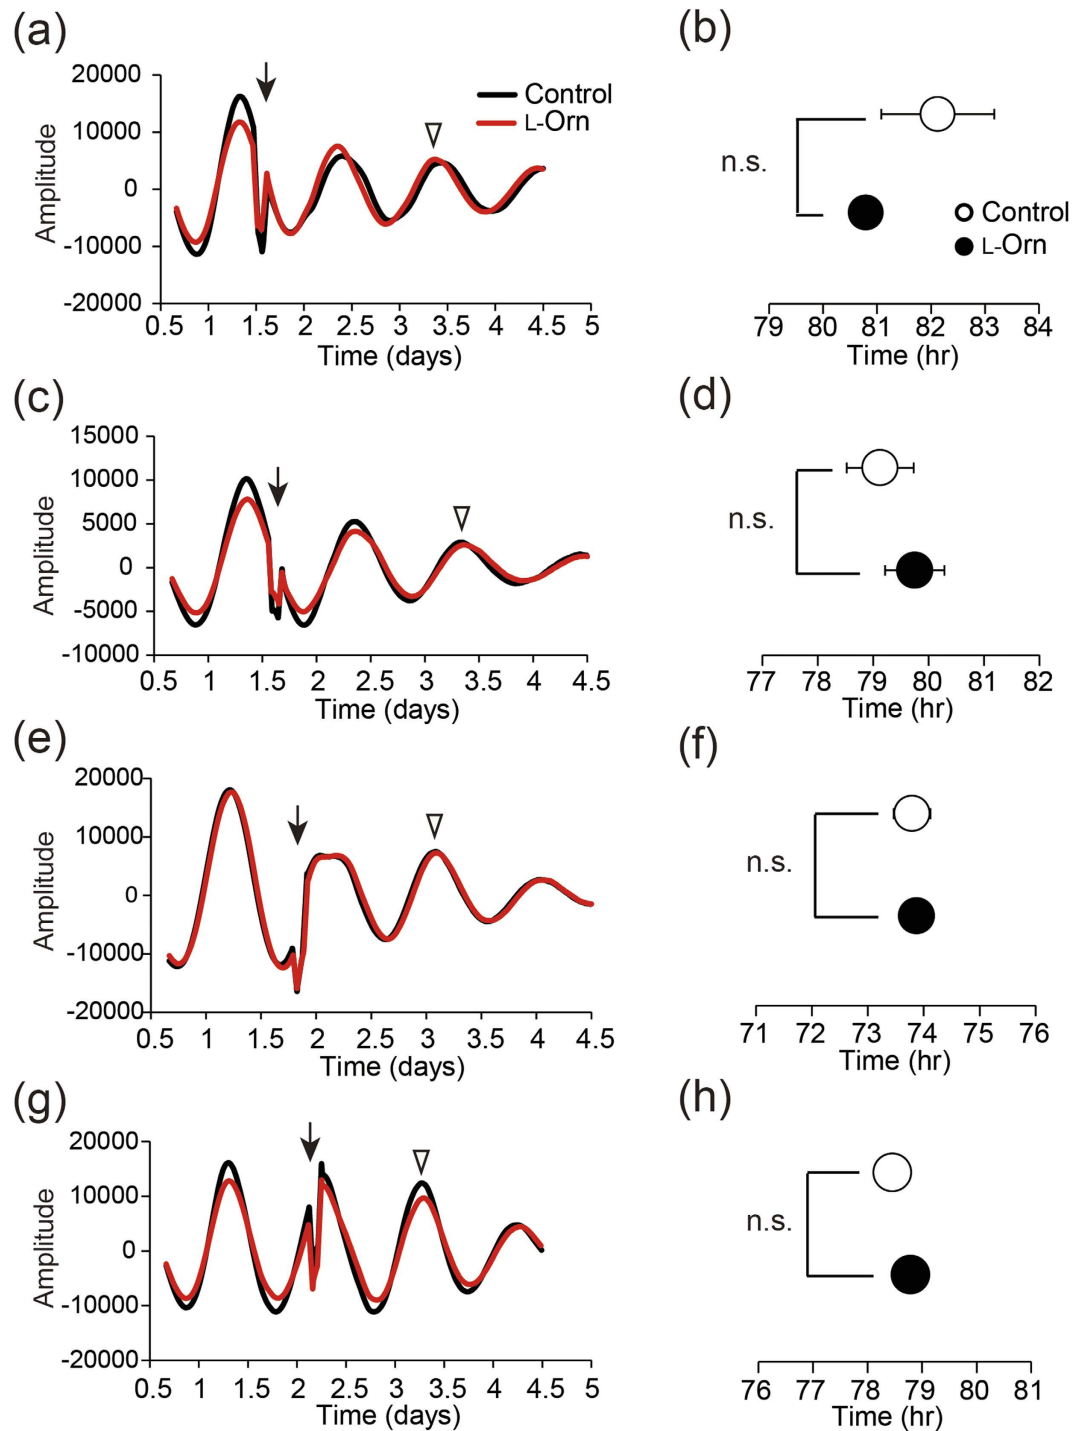 (a)
20000
10000
0
-10000
-20000
Amplitude
Control
L-Orn
0.5 1 1.5 2 2.5 3 3.5 4 4.5 5
Time (days)
(b)
n.s.
Control
L-Orn
79 80 81 82 83 84
Time (hr)
(c)
15000
10000
5000
0
-5000
-10000
Amplitude
0.5 1 1.5 2 2.5 3 3.5 4 4.5
Time (days)
(d)
n.s.
77 78 79 80 81 82
Time (hr)
(e)
20000
10000
0
-10000
-20000
Amplitude
0.5 1 1.5 2 2.5 3 3.5 4 4.5
Time (days)
(f)
n.s.
71 72 73 74 75 76
Time (hr)
(g)
20000
10000
0
-10000
-20000
Amplitude
0.5 1 1.5 2 2.5 3 3.5 4 4.5 5
Time (days)
(h)
n.s.
76 77 78 79 80 81
Time (hr)